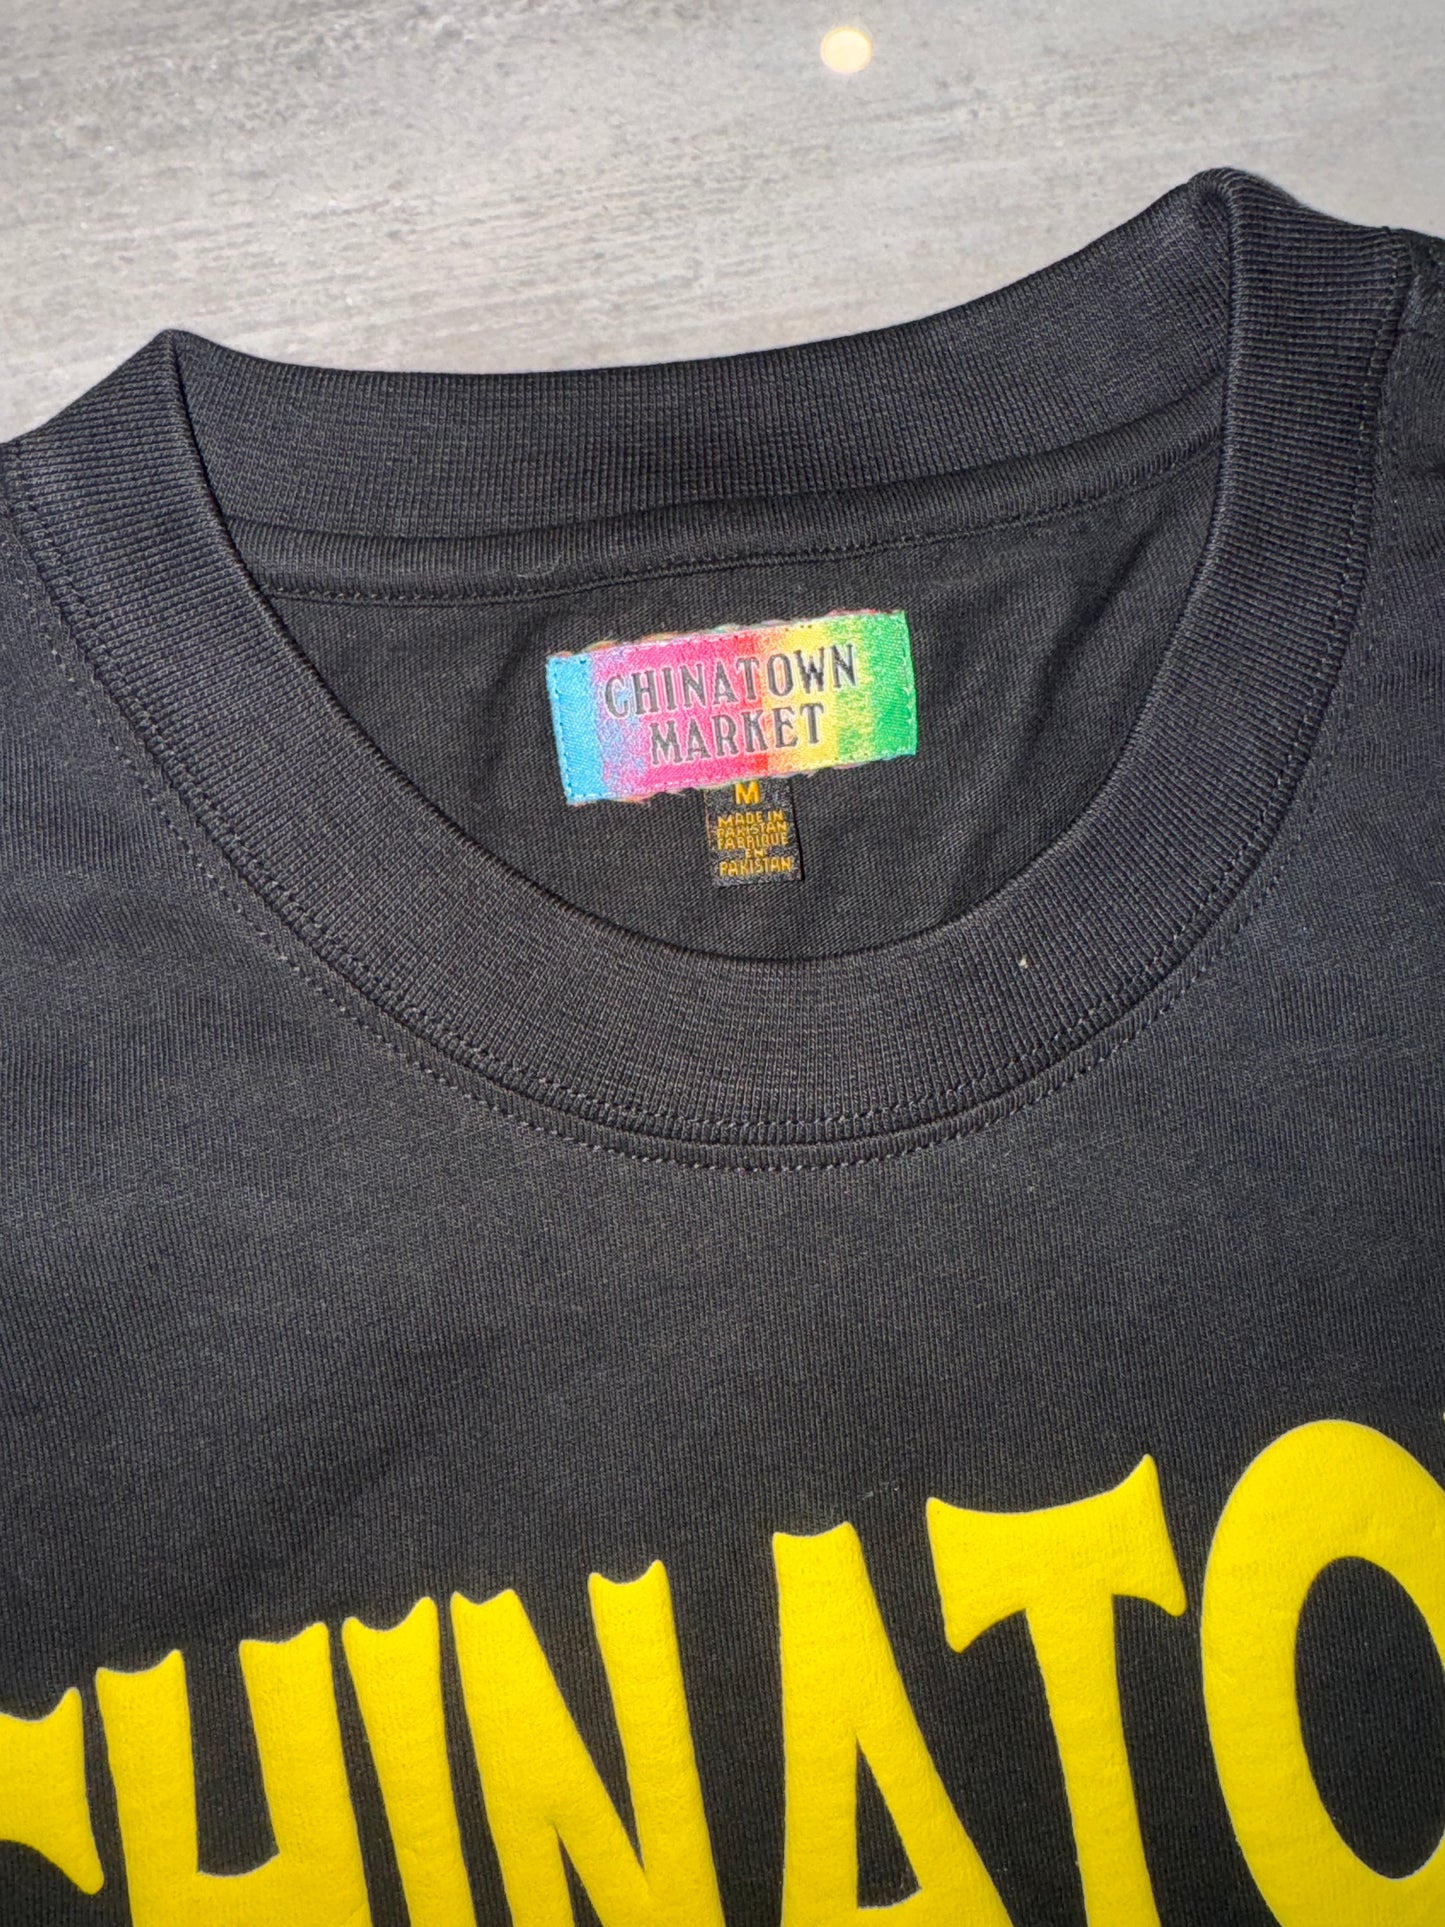 CHINATOWN
MARKET
M
MADE IN
PAKISTAN
FABRIQUE
EN
PAKISTAN
CHINATO